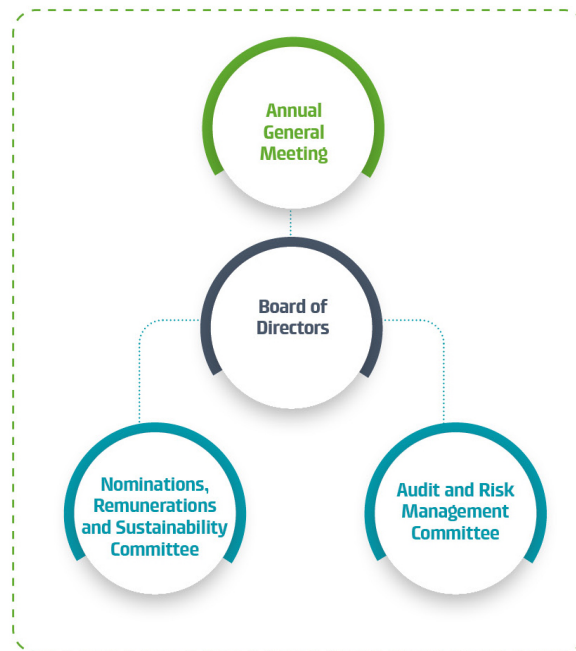 Annual
General
Meeting
Board of
Directors
Nominations,
Remunerations
and Sustainability
Committee
Audit and Risk
Management
Committee